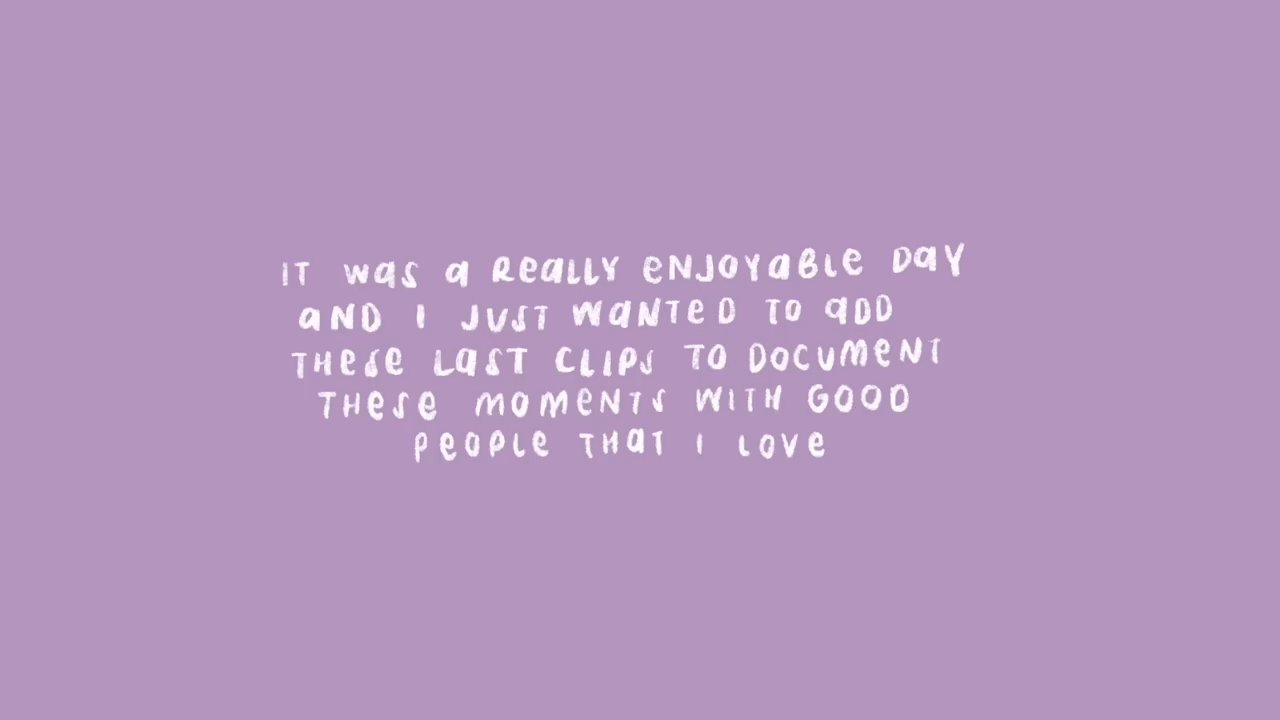 IT was a REALLY ENJOYABLE DAY
AND I JUST WANTED TO ADD
THESE LAST CLIPS TO DOCUMENT
THESE MOMENTS WITH GOOD
PEOPLE THAT I LOVE